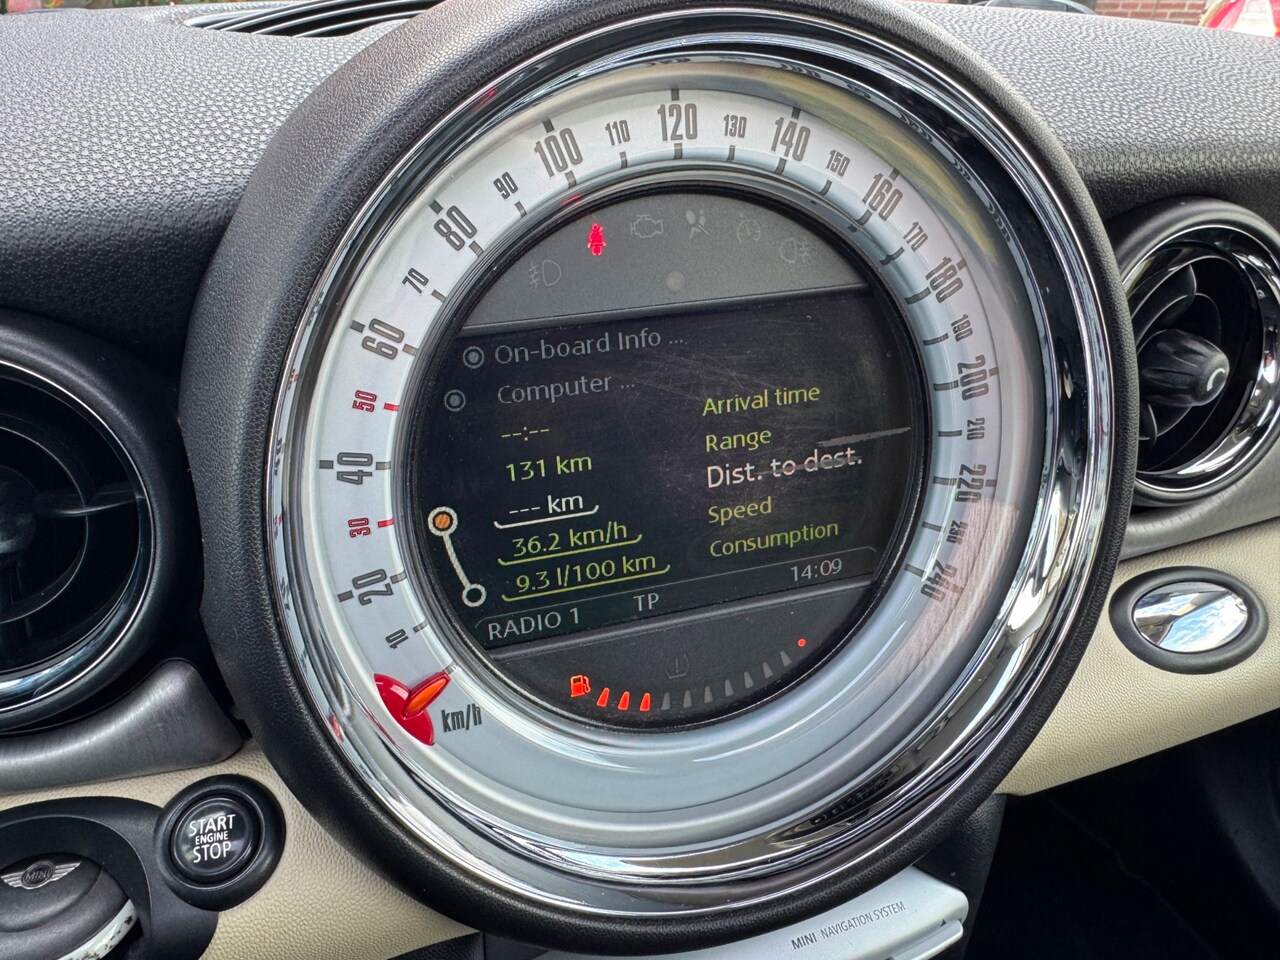 10
20
30
40
50
60
70
80
90
100
110
120
130
140
150
160
170
180
190
200
210
220
230
240
km/h
On-board Info ...
Computer ...
--:-- Arrival time
131 km Range
--- km Dist. to dest.
36.2 km/h Speed
9.3 l/100 km Consumption
RADIO 1 TP 14:09
START
ENGINE
STOP
MINI
MINI NAVIGATION SYSTEM